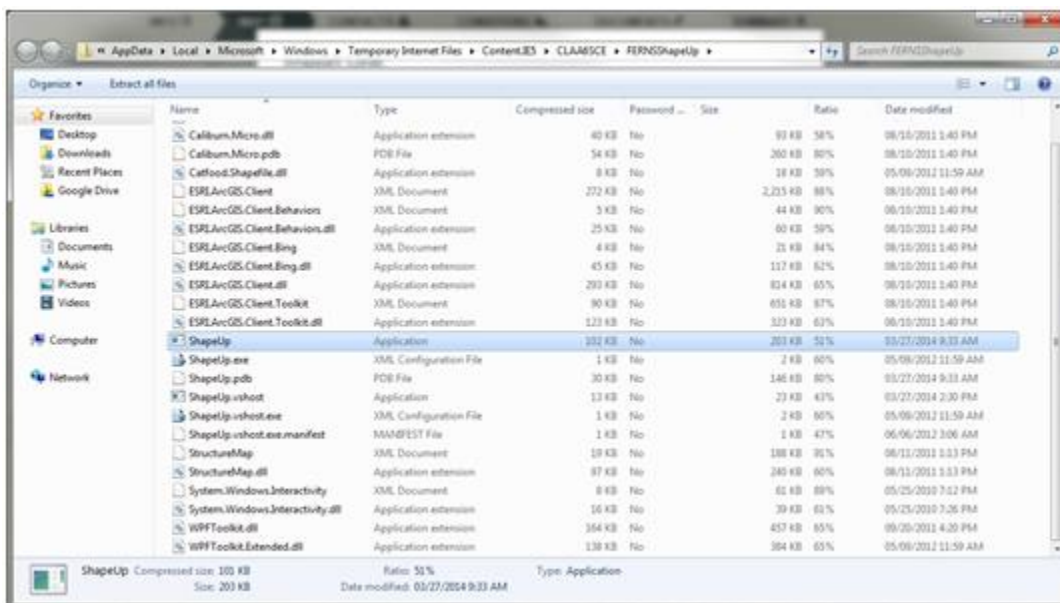 « AppData ▸ Local ▸ Microsoft ▸ Windows ▸ Temporary Internet Files ▸ Content.IE5 ▸ CLAA6SCE ▸ FERNSShapeUp ▸ Search FERNSShapeUp
Organize ▾ Extract all files
Favorites
Desktop
Downloads
Recent Places
Google Drive
Libraries
Documents
Music
Pictures
Videos
Computer
Network
Name Type Compressed size Password ... Size Ratio Date modified
Caliburn.Micro.dll Application extension 40 KB No 93 KB 58% 08/10/2011 1:40 PM
Caliburn.Micro.pdb PDB File 54 KB No 260 KB 80% 08/10/2011 1:40 PM
Catfood.Shapefile.dll Application extension 8 KB No 18 KB 59% 05/09/2012 11:59 AM
ESRI.ArcGIS.Client XML Document 272 KB No 2,215 KB 88% 08/10/2011 1:40 PM
ESRI.ArcGIS.Client.Behaviors XML Document 5 KB No 44 KB 90% 08/10/2011 1:40 PM
ESRI.ArcGIS.Client.Behaviors.dll Application extension 25 KB No 60 KB 59% 08/10/2011 1:40 PM
ESRI.ArcGIS.Client.Bing XML Document 4 KB No 21 KB 84% 08/10/2011 1:40 PM
ESRI.ArcGIS.Client.Bing.dll Application extension 45 KB No 117 KB 62% 08/10/2011 1:40 PM
ESRI.ArcGIS.Client.dll Application extension 293 KB No 814 KB 65% 08/10/2011 1:40 PM
ESRI.ArcGIS.Client.Toolkit XML Document 90 KB No 651 KB 87% 08/10/2011 1:40 PM
ESRI.ArcGIS.Client.Toolkit.dll Application extension 123 KB No 323 KB 63% 08/10/2011 1:40 PM
ShapeUp Application No 203 KB 51% 03/27/2014 9:33 AM
ShapeUp.exe XML Configuration File 1 KB No 2 KB 60% 05/09/2012 11:59 AM
ShapeUp.pdb PDB File 30 KB No 146 KB 80% 03/27/2014 9:33 AM
ShapeUp.vshost Application 13 KB No 23 KB 43% 03/27/2014 2:30 PM
ShapeUp.vshost.exe XML Configuration File 1 KB No 2 KB 60% 05/09/2012 11:59 AM
ShapeUp.vshost.exe.manifest MANIFEST File 1 KB No 1 KB 47% 06/06/2012 3:06 AM
StructureMap XML Document 19 KB No 188 KB 91% 08/11/2011 1:13 PM
StructureMap.dll Application extension 97 KB No 240 KB 60% 08/11/2011 1:13 PM
System.Windows.Interactivity XML Document 8 KB No 61 KB 89% 05/25/2010 7:12 PM
System.Windows.Interactivity.dll Application extension 16 KB No 39 KB 61% 05/25/2010 7:26 PM
WPFToolkit.dll Application extension 164 KB No 457 KB 65% 09/20/2011 4:20 PM
WPFToolkit.Extended.dll Application extension 138 KB No 384 KB 65% 05/09/2012 11:59 AM
ShapeUp Compressed size: 101 KB Ratio: 51% Type: Application
Size: 203 KB Date modified: 03/27/2014 9:33 AM